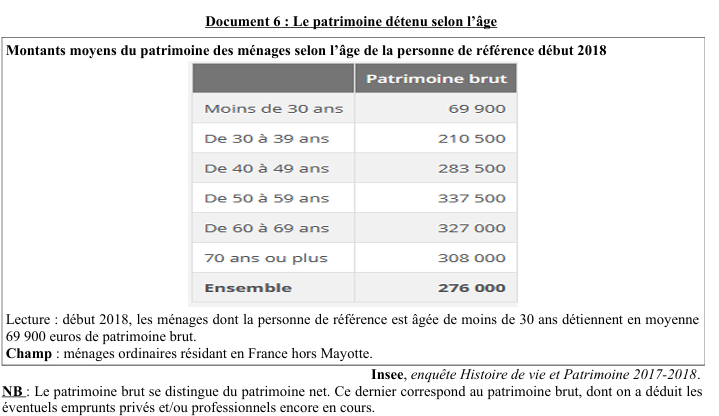 Document 6 : Le patrimoine détenu selon l'âge
Montants moyens du patrimoine des ménages selon l'âge de la personne de référence début 2018
Patrimoine brut
Moins de 30 ans 69 900
De 30 à 39 ans 210 500
De 40 à 49 ans 283 500
De 50 à 59 ans 337 500
De 60 à 69 ans 327 000
70 ans ou plus 308 000
Ensemble 276 000
Lecture : début 2018, les ménages dont la personne de référence est âgée de moins de 30 ans détiennent en moyenne
69 900 euros de patrimoine brut.
Champ : ménages ordinaires résidant en France hors Mayotte.
Insee, enquête Histoire de vie et Patrimoine 2017-2018.
NB : Le patrimoine brut se distingue du patrimoine net. Ce dernier correspond au patrimoine brut, dont on a déduit les
éventuels emprunts privés et/ou professionnels encore en cours.